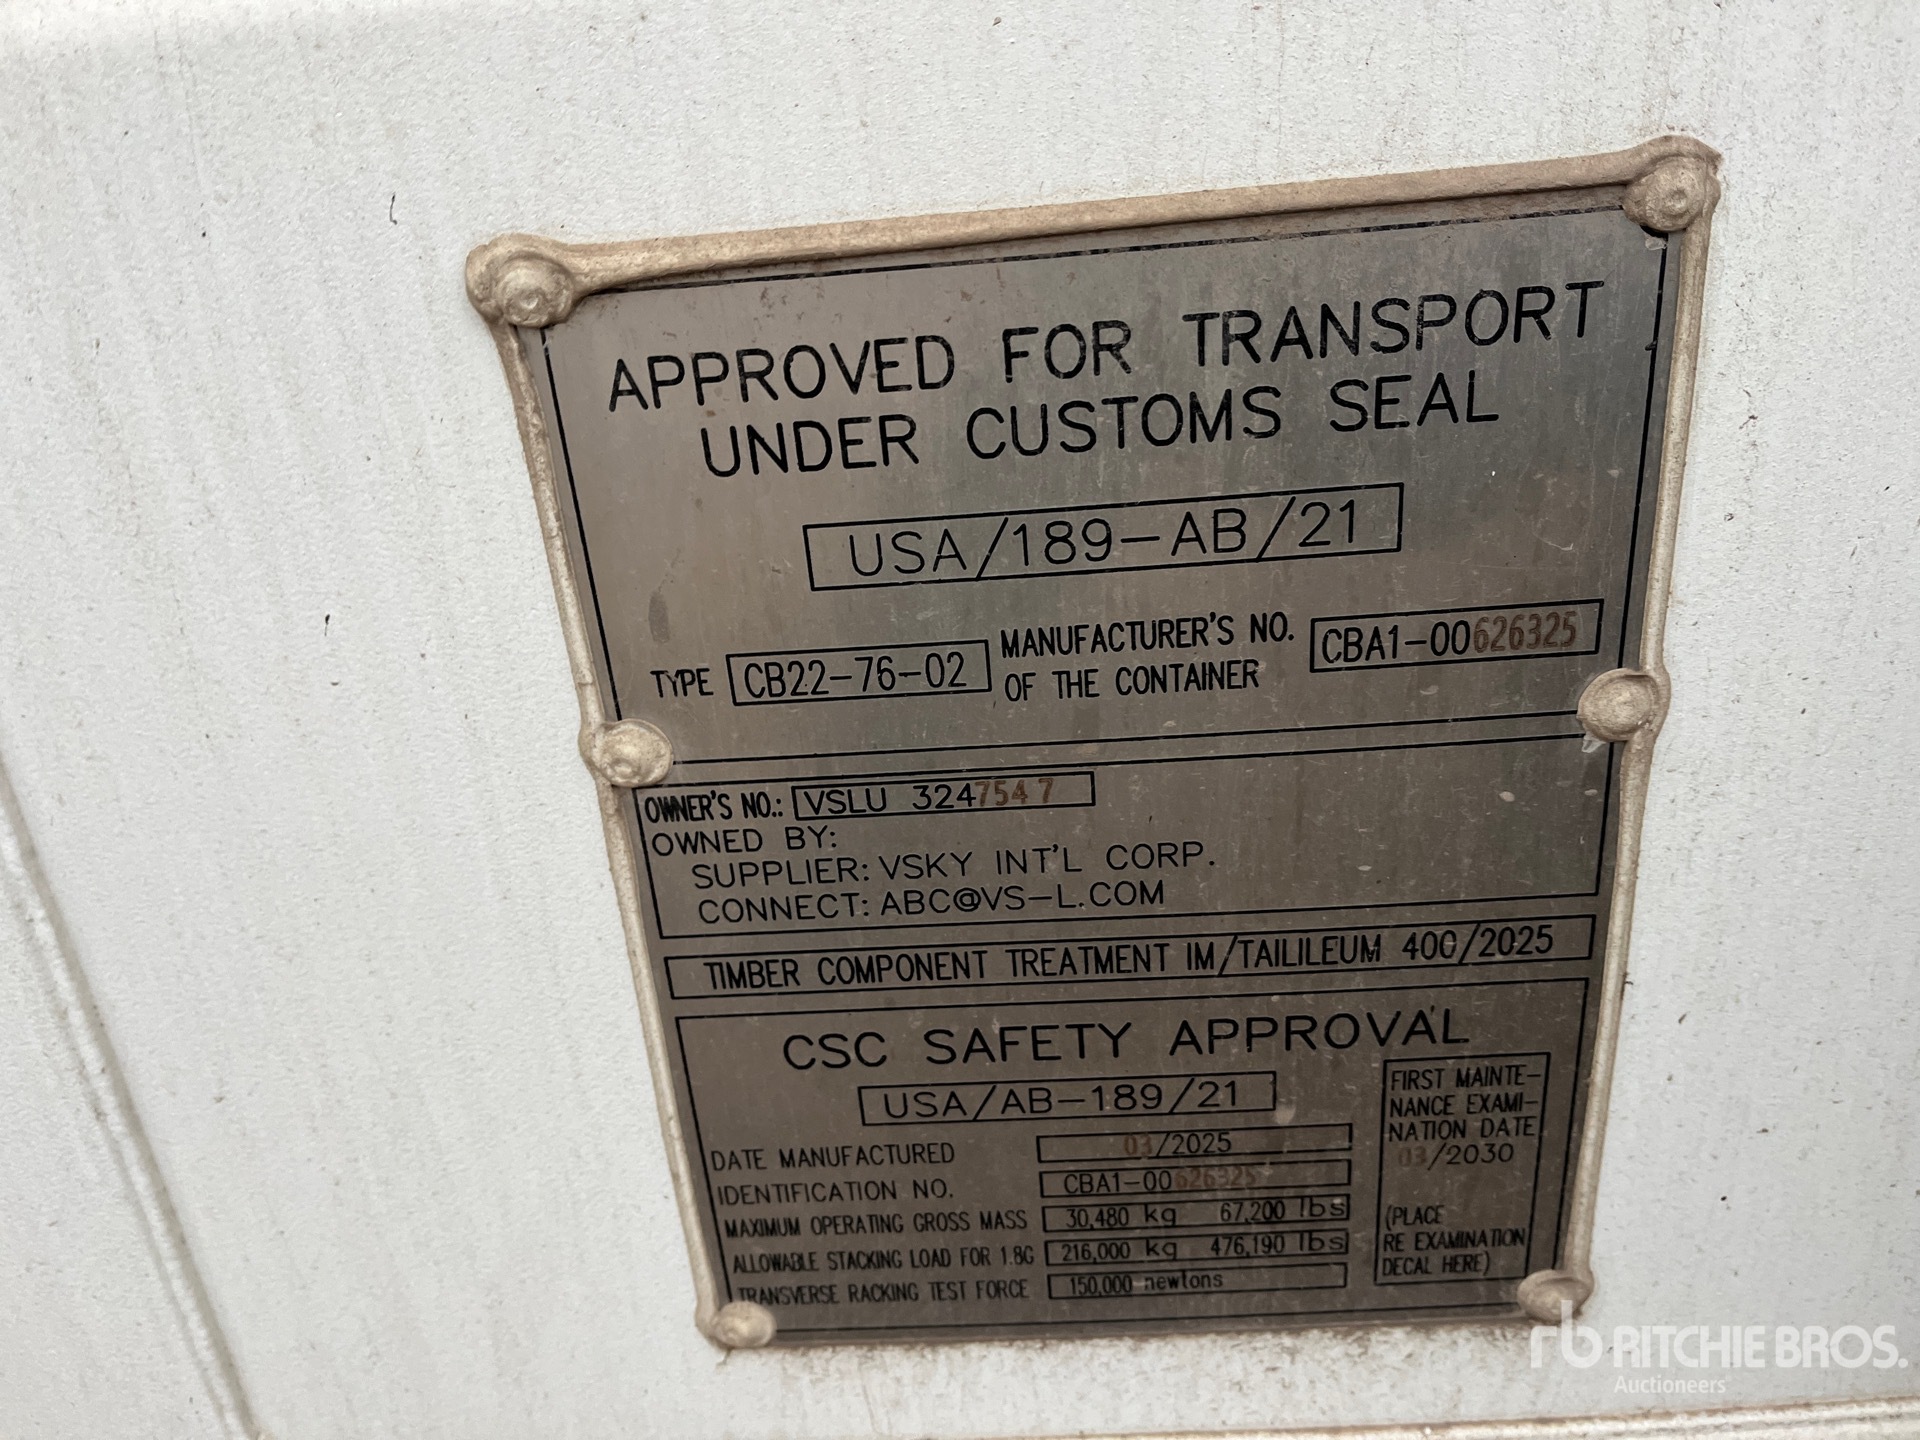 APPROVED FOR TRANSPORT
UNDER CUSTOMS SEAL
USA/189-AB/21
TYPE CB22-76-02 MANUFACTURER'S NO. OF THE CONTAINER CBA1-00626325
OWNER'S NO.: VSLU 324754 7
OWNED BY:
SUPPLIER: VSKY INT'L CORP.
CONNECT: ABC@VS-L.COM
TIMBER COMPONENT TREATMENT IM/TAILILEUM 400/2025
CSC SAFETY APPROVAL
USA/AB-189/21
DATE MANUFACTURED 03/2025
IDENTIFICATION NO. CBA1-00626325
MAXIMUM OPERATING GROSS MASS 30,480 kg 67,200 lbs
ALLOWABLE STACKING LOAD FOR 1.8G 216,000 kg 476,190 lbs
TRANSVERSE RACKING TEST FORCE 150,000 newtons
FIRST MAINTE-
NANCE EXAMI-
NATION DATE
03/2030
(PLACE
RE EXAMINATION
DECAL HERE)
rb RITCHIE BROS.
Auctioneers